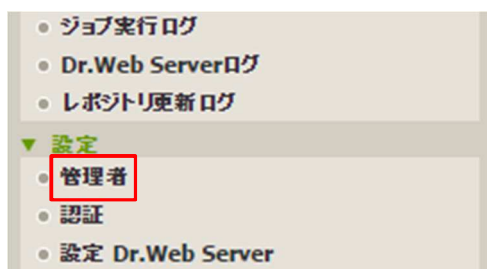 ジョブ実行ログ
Dr.Web Serverログ
レポジトリ更新ログ
▼ 設定
管理者
認証
設定 Dr.Web Server